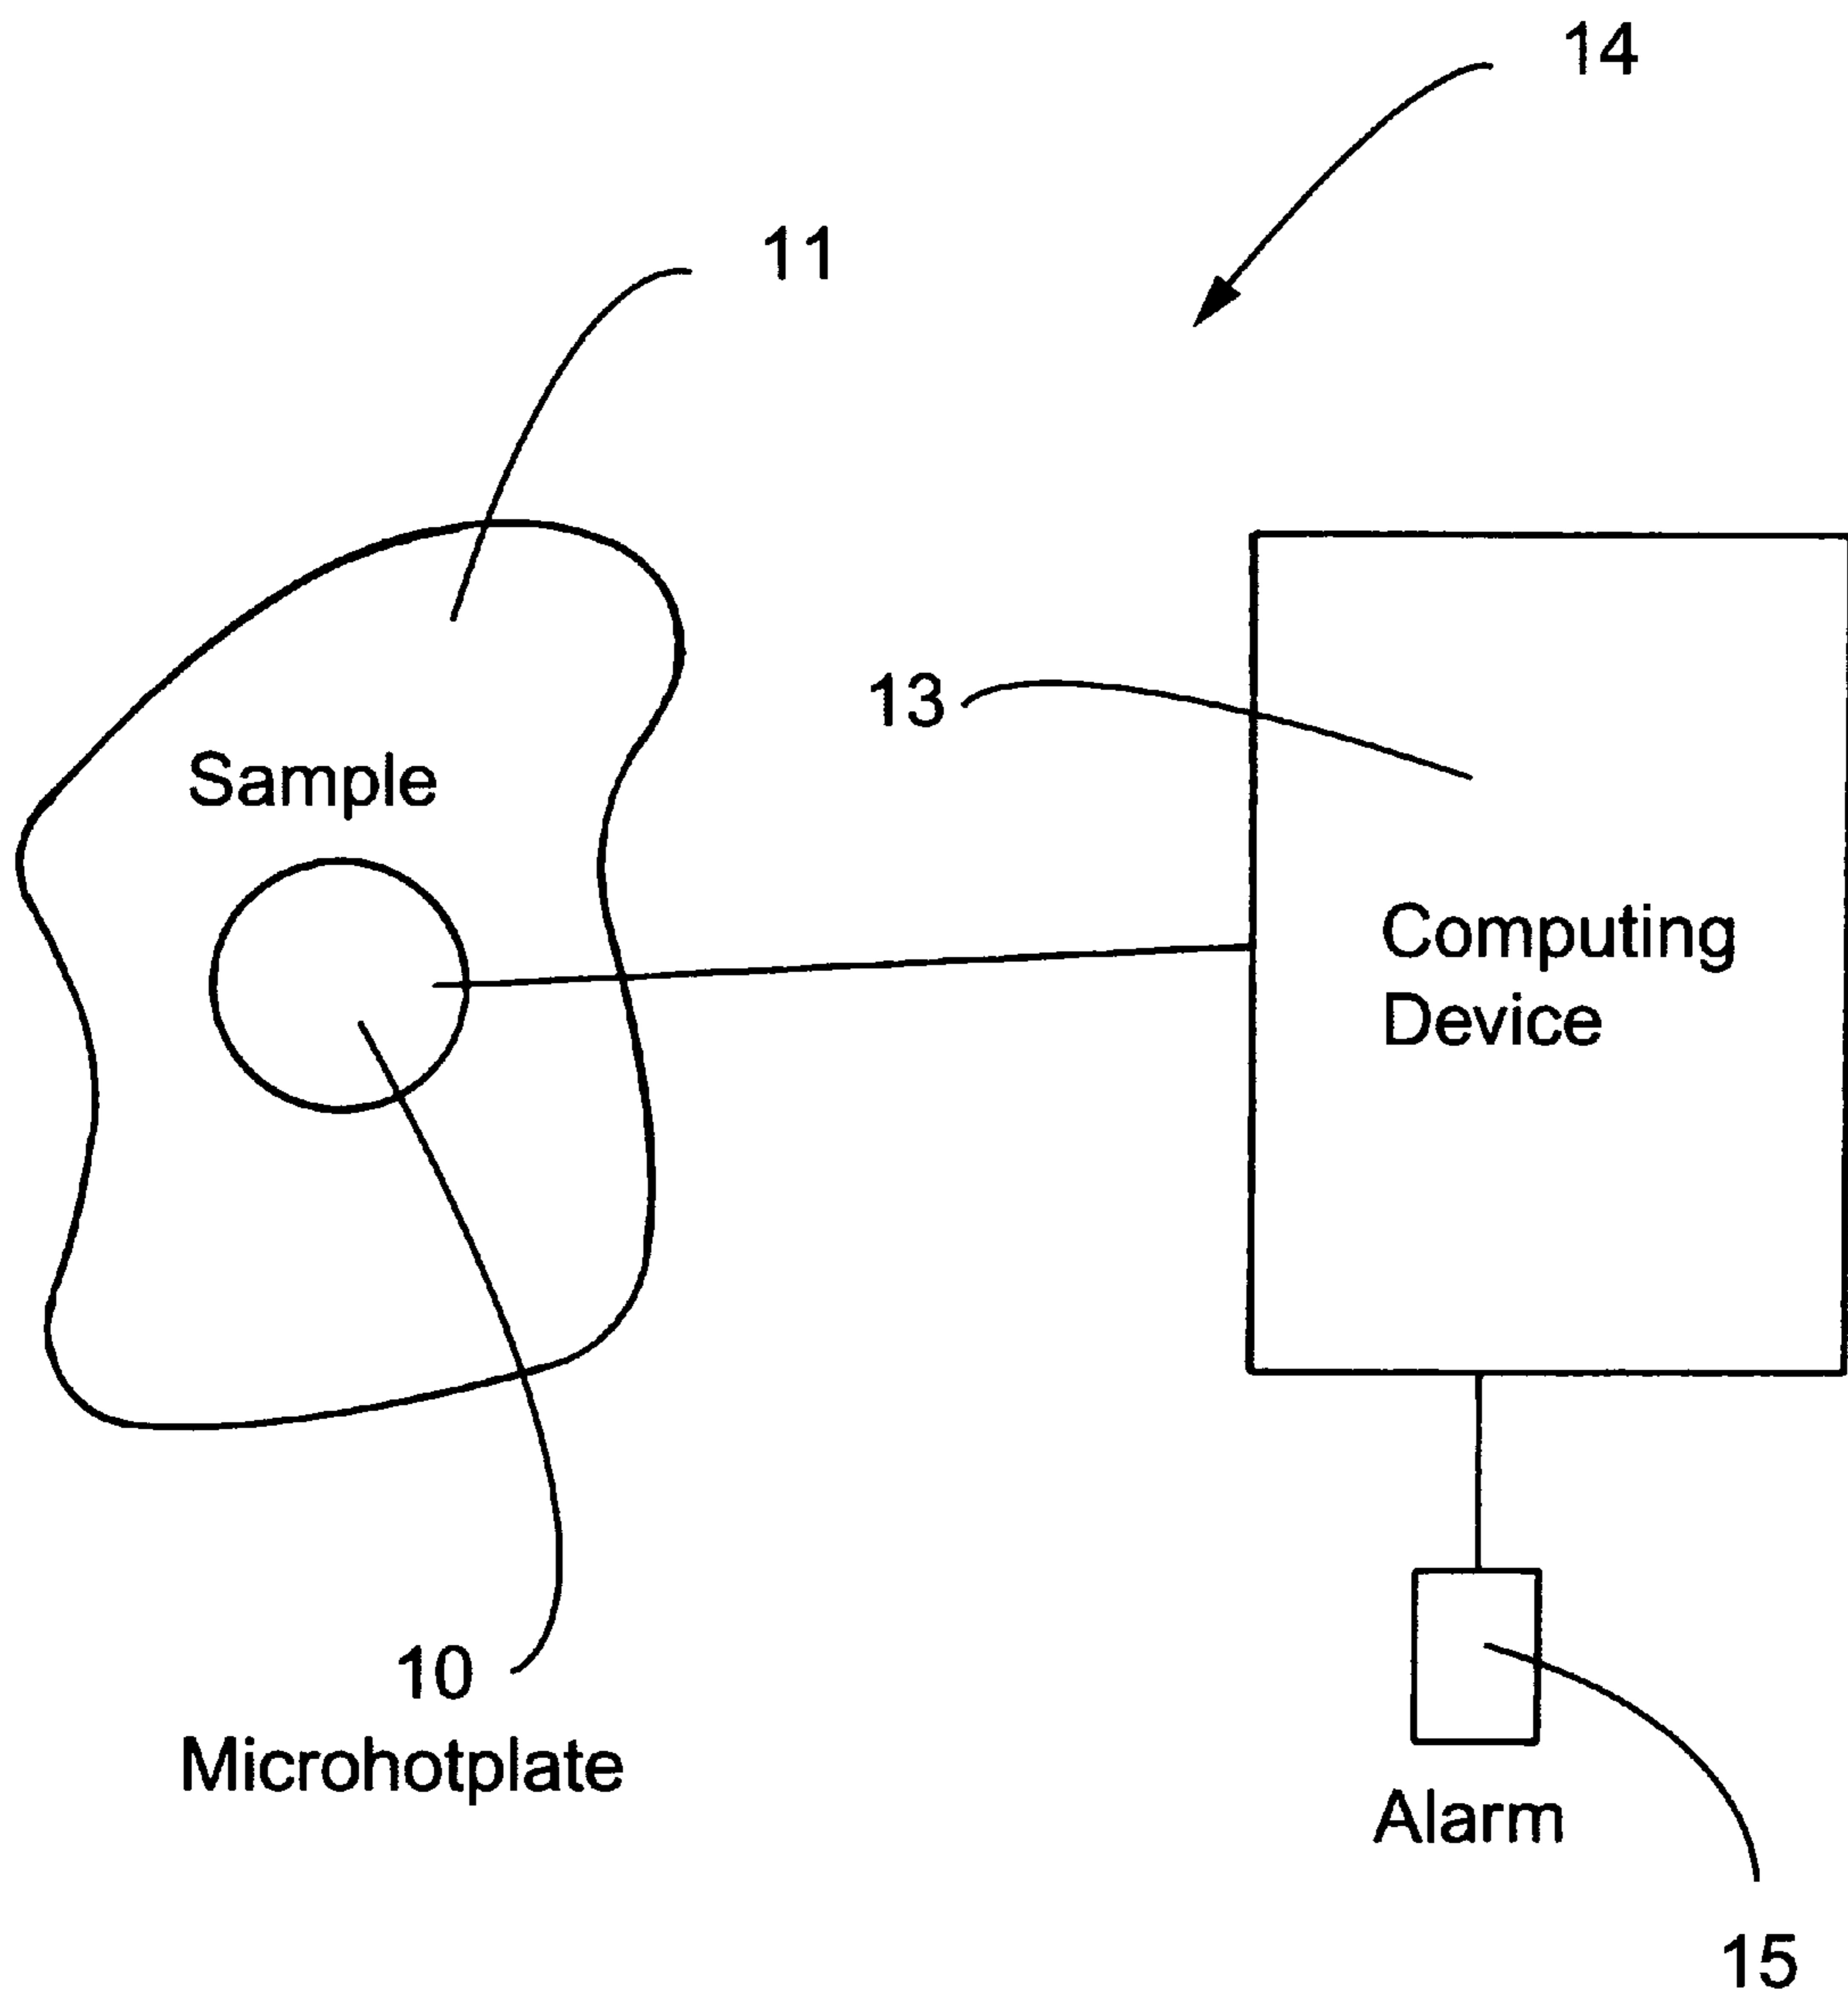 14
11
13
Sample
Computing
Device
10
Microhotplate
Alarm
15